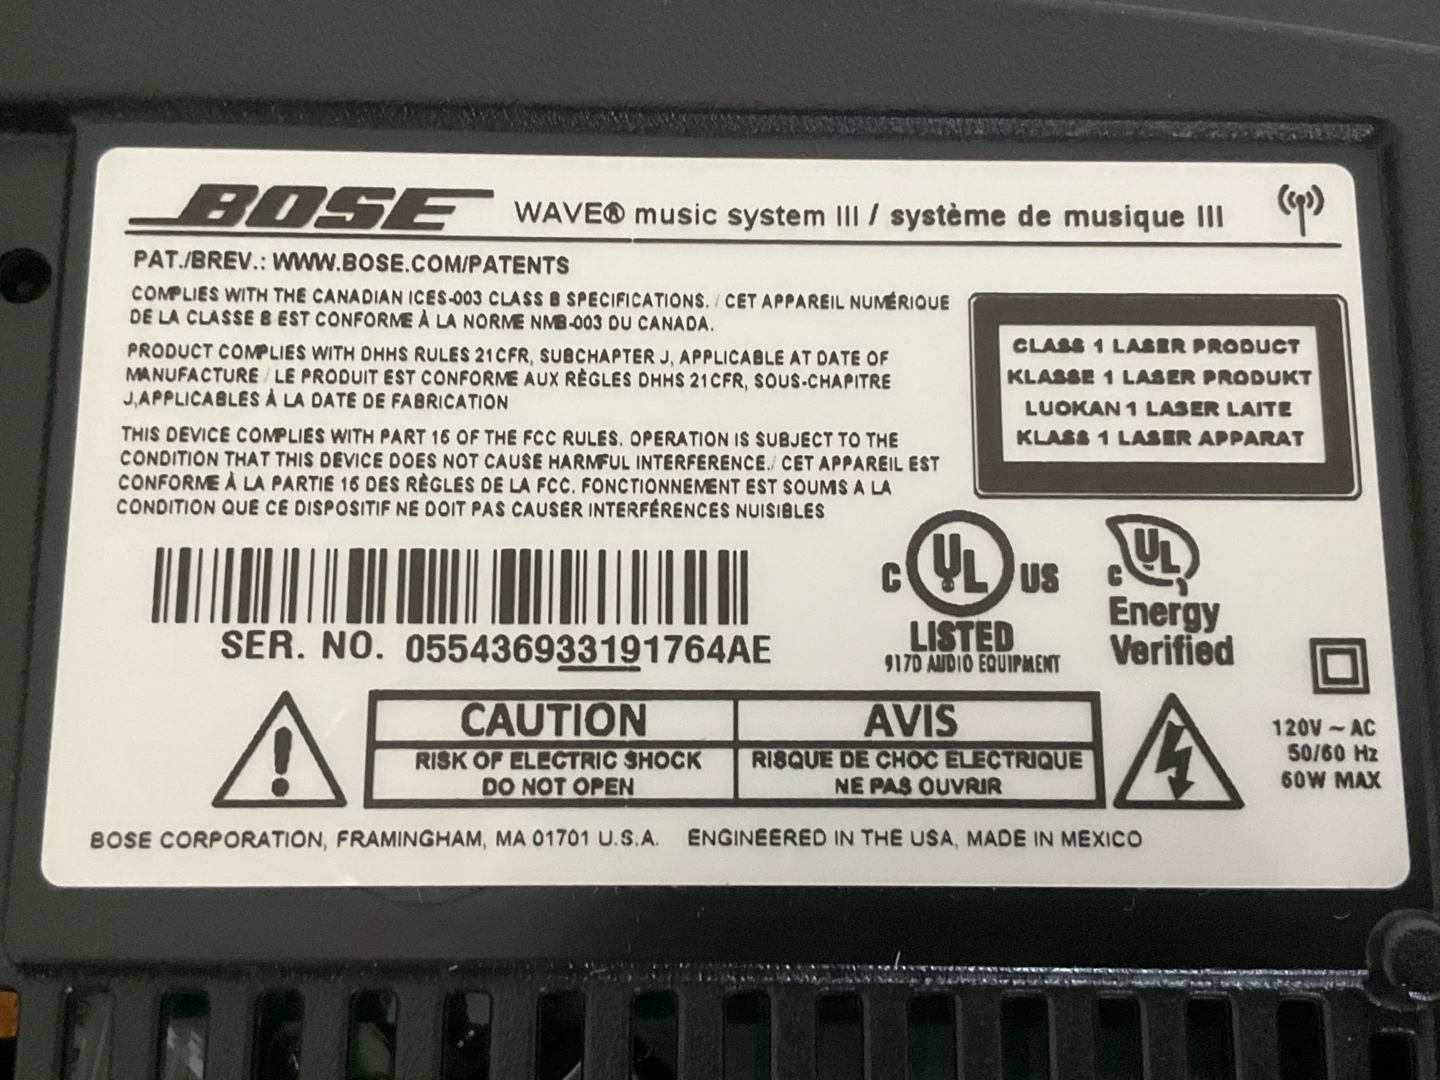 BOSE WAVE® music system III / système de musique III
PAT./BREV.: WWW.BOSE.COM/PATENTS
COMPLIES WITH THE CANADIAN ICES-003 CLASS B SPECIFICATIONS. / CET APPAREIL NUMÉRIQUE
DE LA CLASSE B EST CONFORME À LA NORME NMB-003 DU CANADA.
PRODUCT COMPLIES WITH DHHS RULES 21CFR, SUBCHAPTER J, APPLICABLE AT DATE OF
MANUFACTURE / LE PRODUIT EST CONFORME AUX RÈGLES DHHS 21CFR, SOUS-CHAPITRE
J,APPLICABLES À LA DATE DE FABRICATION
THIS DEVICE COMPLIES WITH PART 15 OF THE FCC RULES. OPERATION IS SUBJECT TO THE
CONDITION THAT THIS DEVICE DOES NOT CAUSE HARMFUL INTERFERENCE./ CET APPAREIL EST
CONFORME À LA PARTIE 15 DES RÈGLES DE LA FCC. FONCTIONNEMENT EST SOUMIS A LA
CONDITION QUE CE DISPOSITIF NE DOIT PAS CAUSER INTERFÉRENCES NUISIBLES
CLASS 1 LASER PRODUCT
KLASSE 1 LASER PRODUKT
LUOKAN 1 LASER LAITE
KLASS 1 LASER APPARAT
SER. NO. 055436933191764AE
C UL US
LISTED
917D AUDIO EQUIPMENT
C UL
Energy
Verified
CAUTION
RISK OF ELECTRIC SHOCK
DO NOT OPEN
AVIS
RISQUE DE CHOC ELECTRIQUE
NE PAS OUVRIR
120V ~ AC
50/60 Hz
60W MAX
BOSE CORPORATION, FRAMINGHAM, MA 01701 U.S.A. ENGINEERED IN THE USA, MADE IN MEXICO